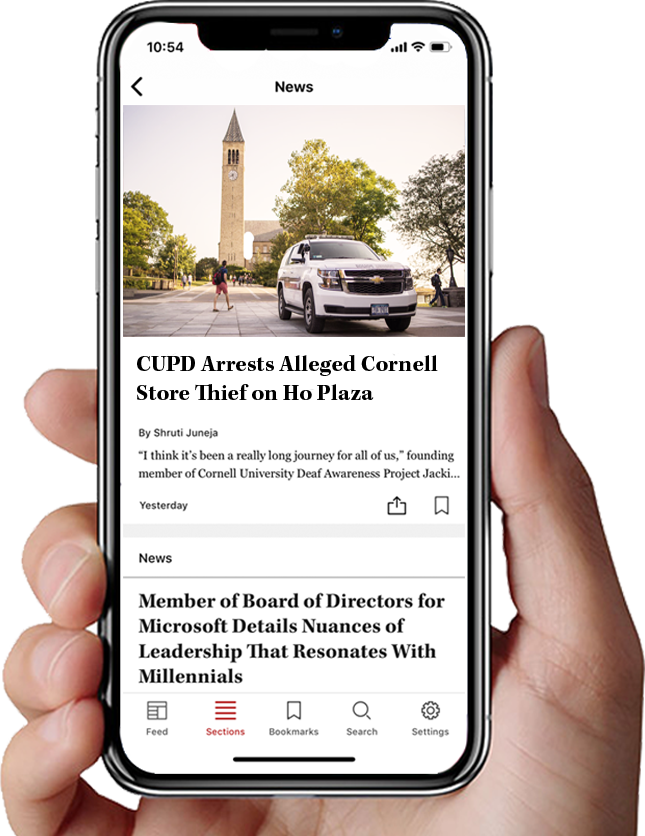 10:54
News
CUPD Arrests Alleged Cornell
Store Thief on Ho Plaza
By Shruti Juneja
“I think it’s been a really long journey for all of us,” founding
member of Cornell University Deaf Awareness Project Jacki...
Yesterday
News
Member of Board of Directors for
Microsoft Details Nuances of
Leadership That Resonates With
Millennials
Feed
Sections
Bookmarks
Search
Settings